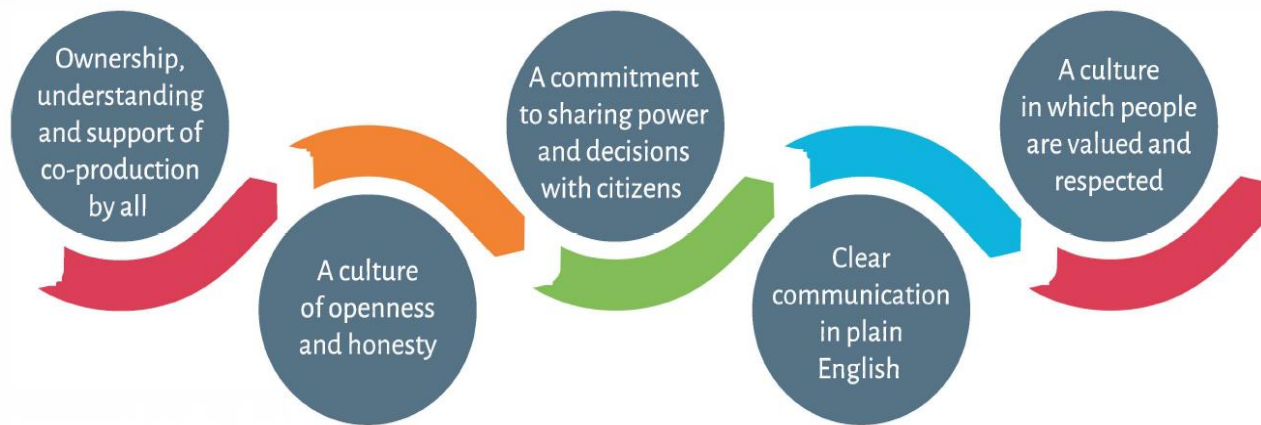 Ownership,
understanding
and support of
co-production
by all
A culture
of openness
and honesty
A commitment
to sharing power
and decisions
with citizens
Clear
communication
in plain
English
A culture
in which people
are valued and
respected